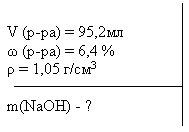 V (р-ра) = 95,2мл
ω (р-ра) = 6,4 %
ρ = 1,05 г/см³
m(NaOH) - ?